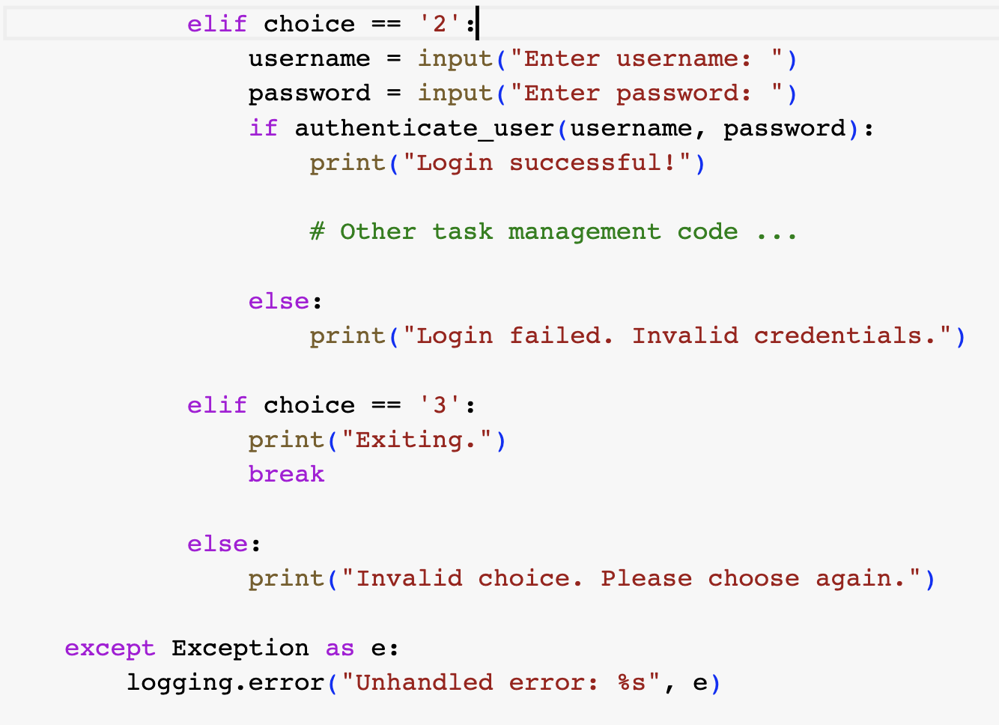 elif choice == '2':
username = input("Enter username: ")
password = input("Enter password: ")
if authenticate_user(username, password):
print("Login successful!")
# Other task management code ...
else:
print("Login failed. Invalid credentials.")
elif choice == '3':
print("Exiting.")
break
else:
print("Invalid choice. Please choose again.")
except Exception as e:
logging.error("Unhandled error: %s", e)